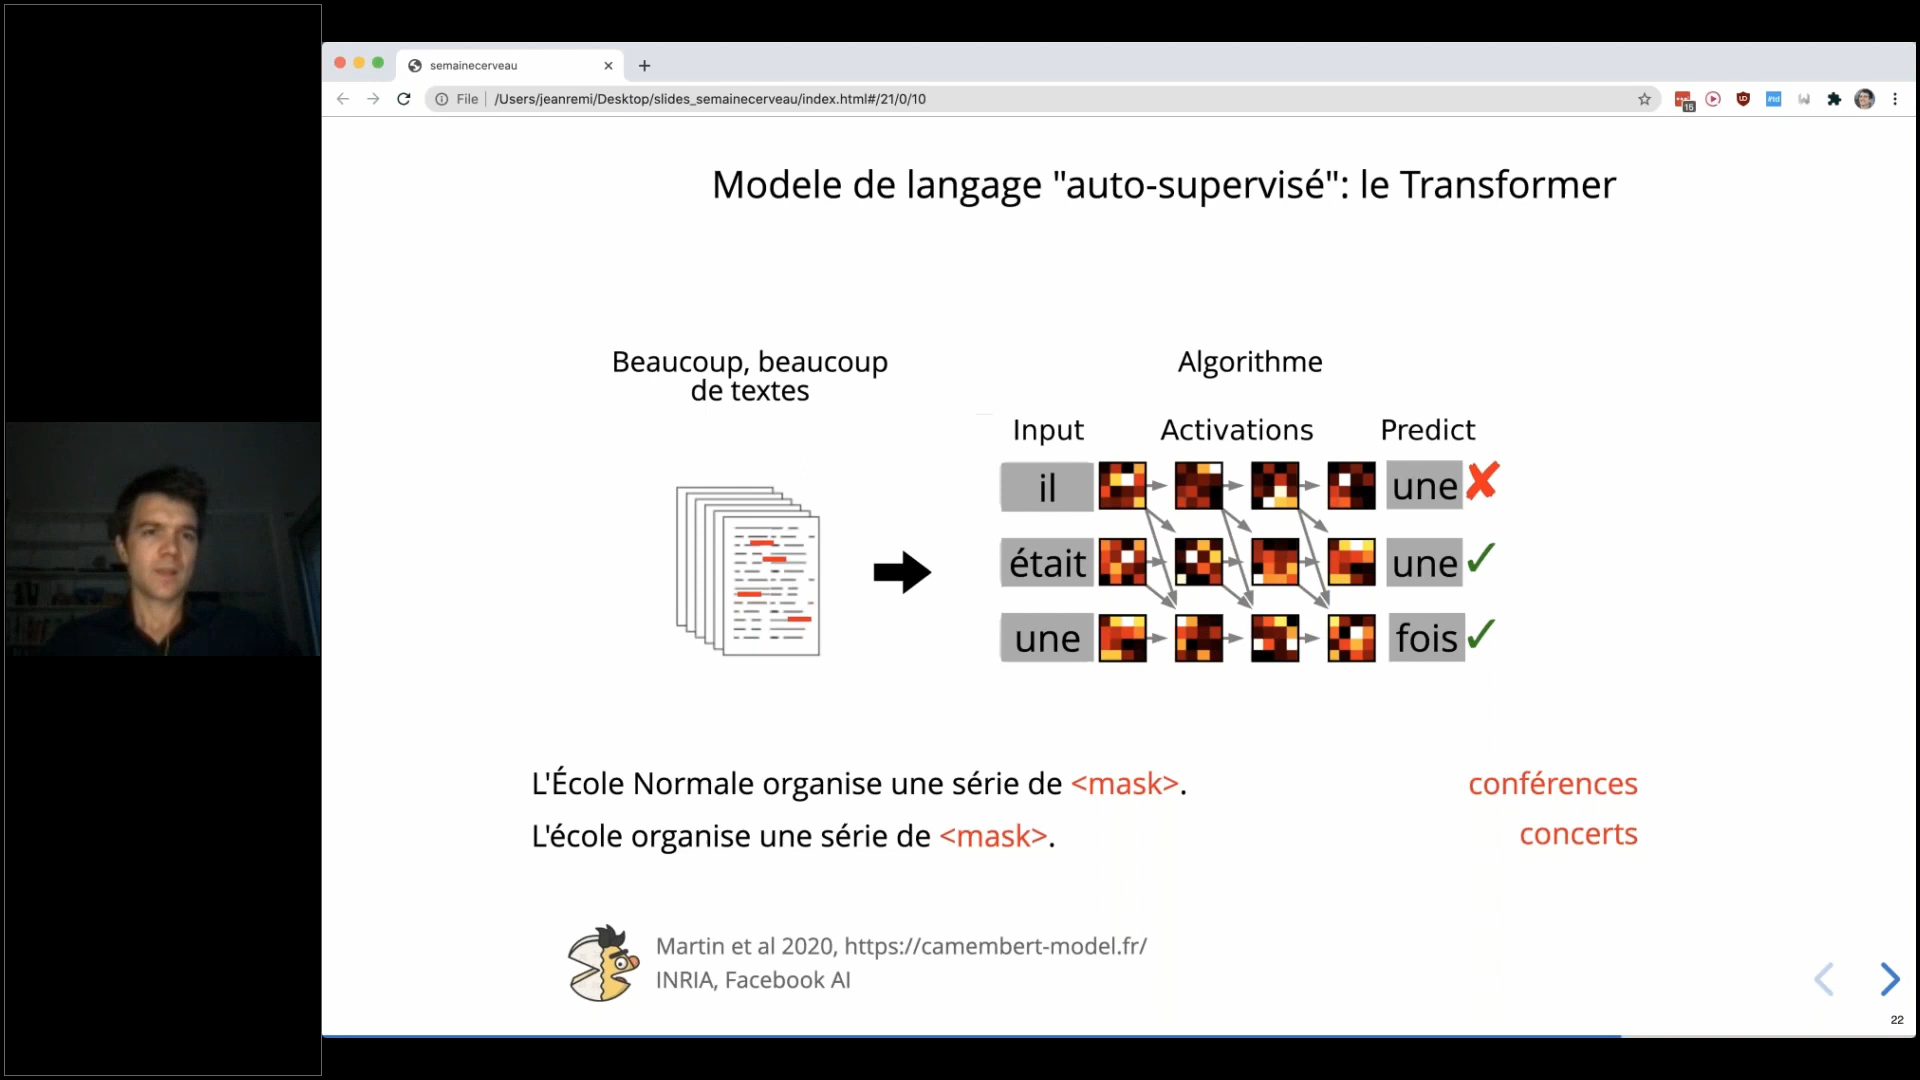 semainecerveau
File
/Users/jeanremi/Desktop/slides_semainecerveau/index.html#/21/0/10
15
Modele de langage "auto-supervisé": le Transformer
Beaucoup, beaucoup
de textes
Algorithme
Input Activations Predict
il une
était une
une fois
L'École Normale organise une série de <mask>. conférences
L'école organise une série de <mask>. concerts
Martin et al 2020, https://camembert-model.fr/
INRIA, Facebook AI
22